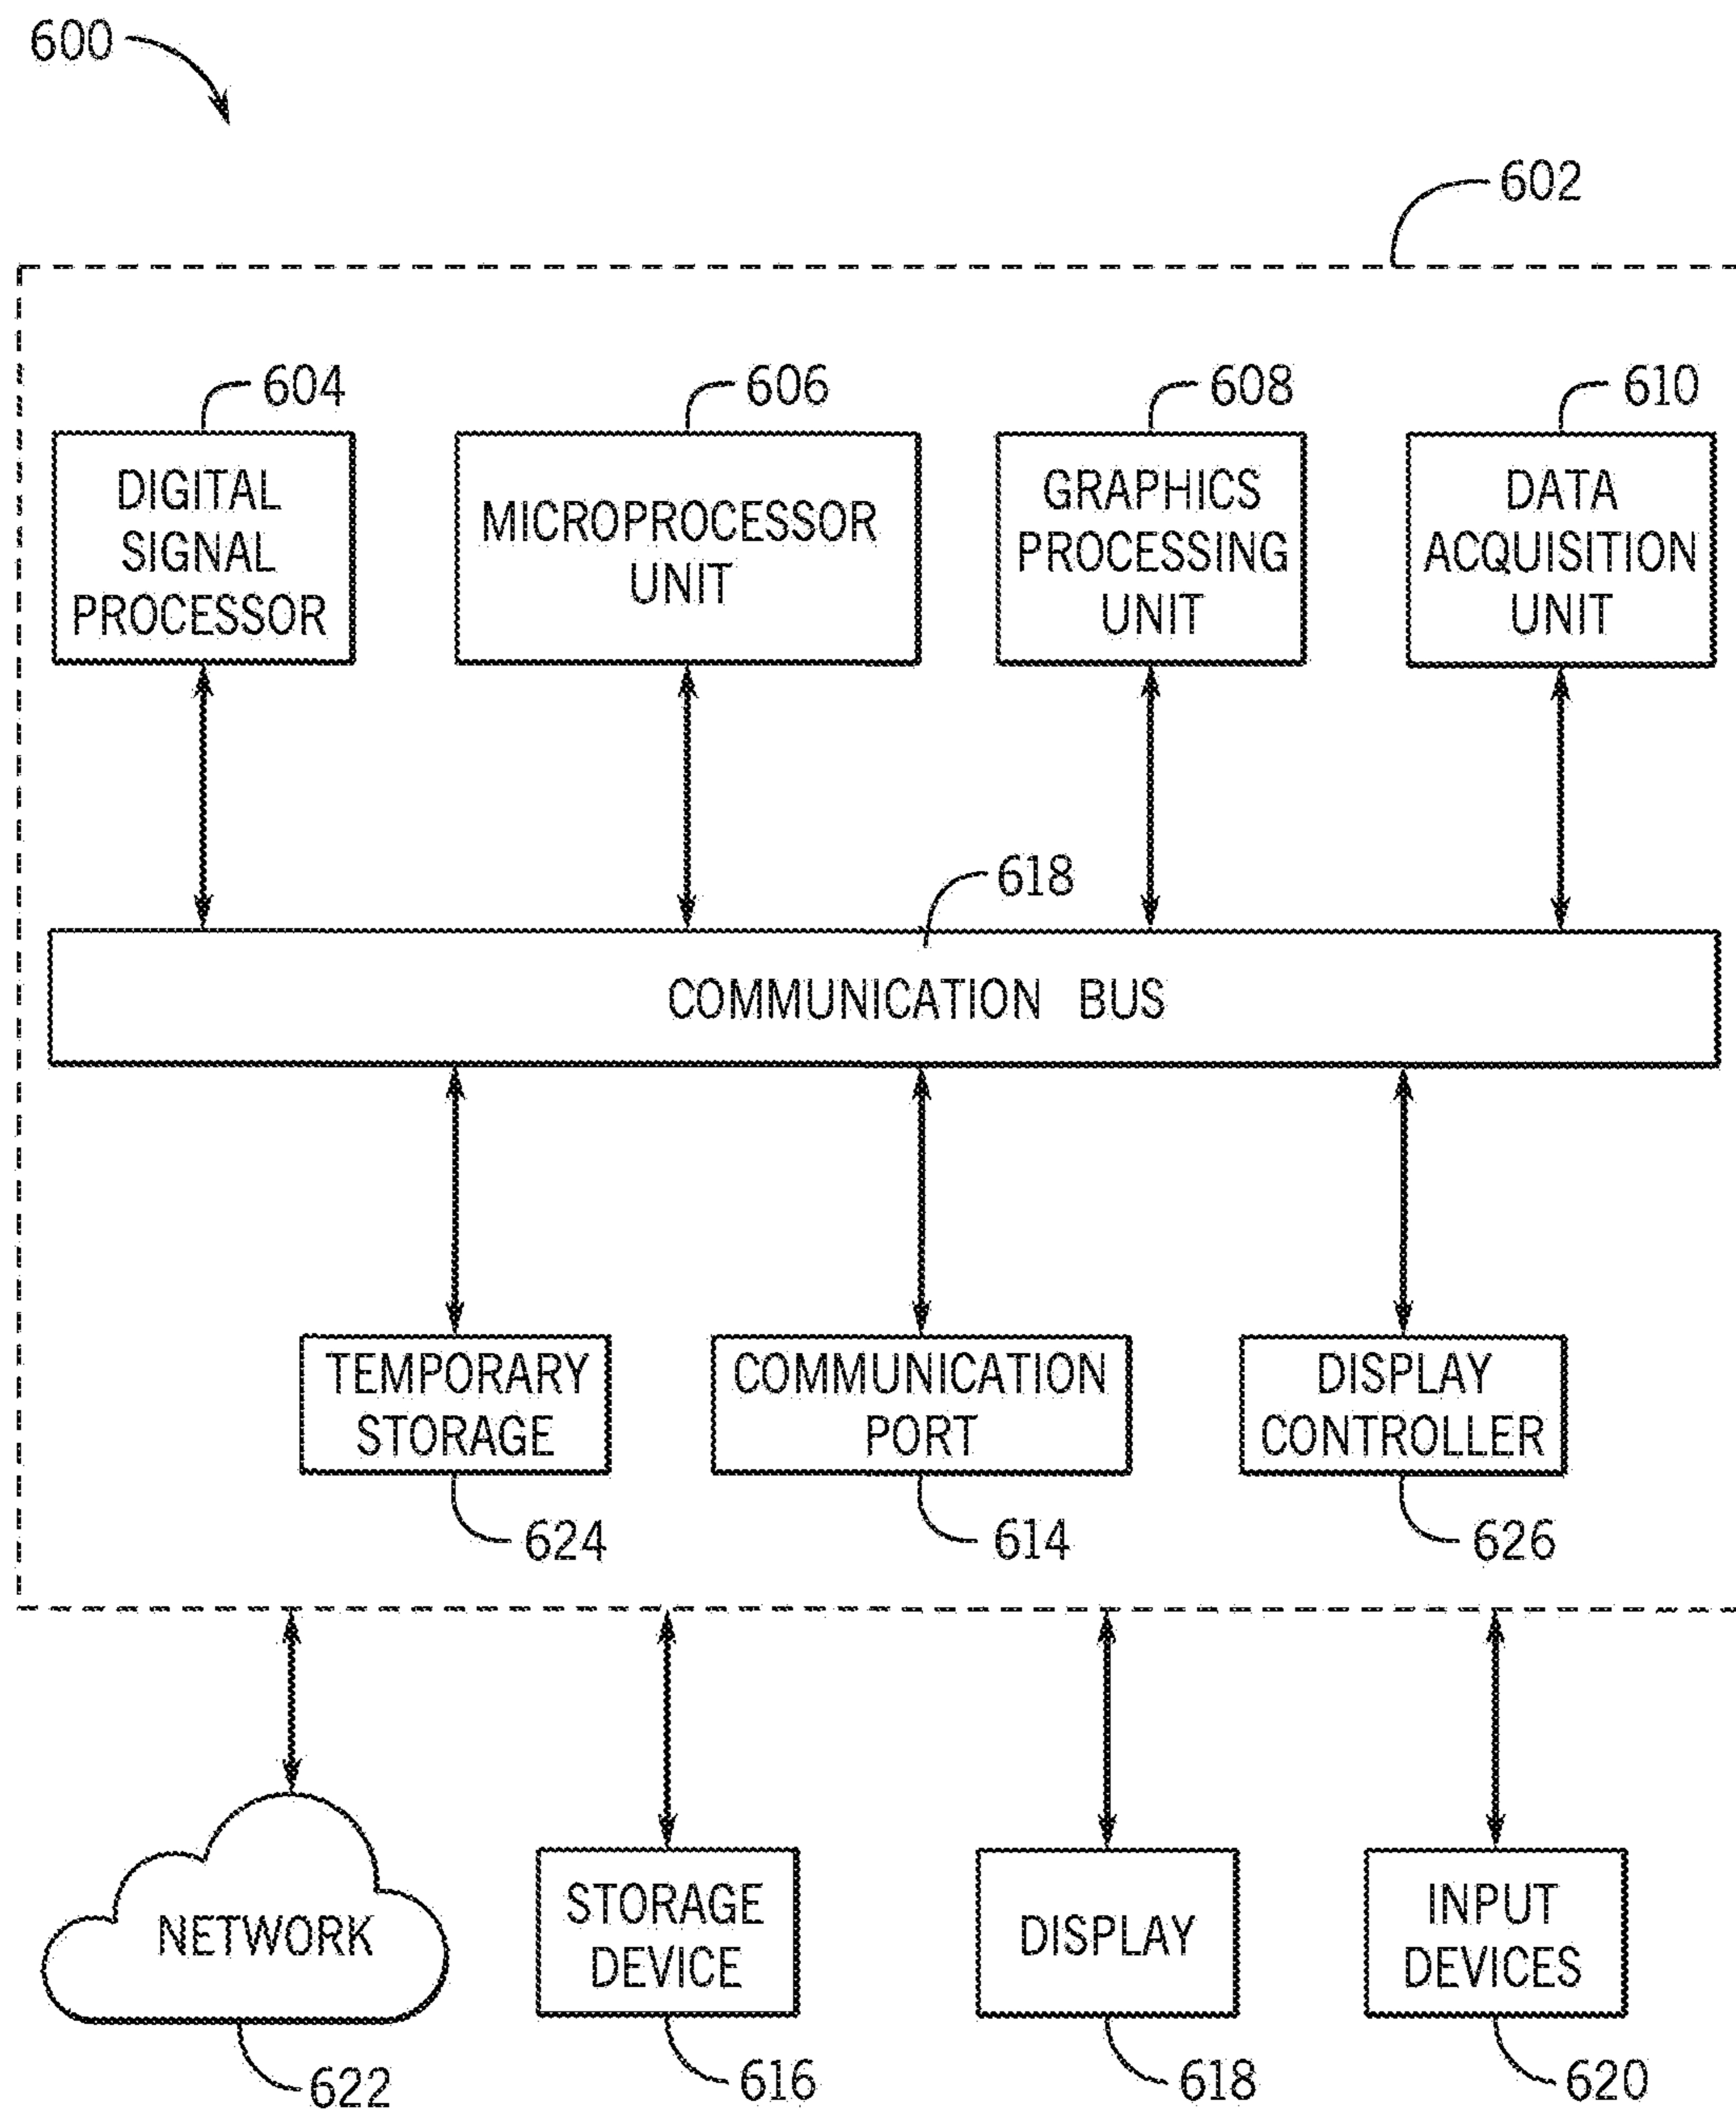 600
602
604
606
608
610
DIGITAL
SIGNAL
PROCESSOR
MICROPROCESSOR
UNIT
GRAPHICS
PROCESSING
UNIT
DATA
ACQUISITION
UNIT
618
COMMUNICATION BUS
TEMPORARY
STORAGE
COMMUNICATION
PORT
DISPLAY
CONTROLLER
624
614
626
NETWORK
STORAGE
DEVICE
DISPLAY
INPUT
DEVICES
622
616
618
620